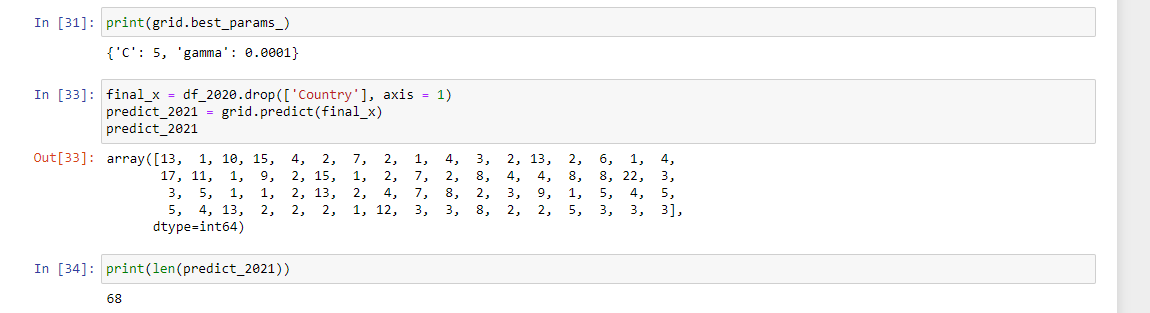 In [31]: print(grid.best_params_)
{'C': 5, 'gamma': 0.0001}
In [33]: final_x = df_2020.drop(['Country'], axis = 1)
predict_2021 = grid.predict(final_x)
predict_2021
Out[33]: array([13,  1, 10, 15,  4,  2,  7,  2,  1,  4,  3,  2, 13,  2,  6,  1,  4,
17, 11,  1,  9,  2, 15,  1,  2,  7,  2,  8,  4,  4,  8,  8, 22,  3,
3,  5,  1,  1,  2, 13,  2,  4,  7,  8,  2,  3,  9,  1,  5,  4,  5,
5,  4, 13,  2,  2,  2,  1, 12,  3,  3,  8,  2,  2,  5,  3,  3,  3],
dtype=int64)
In [34]: print(len(predict_2021))
68